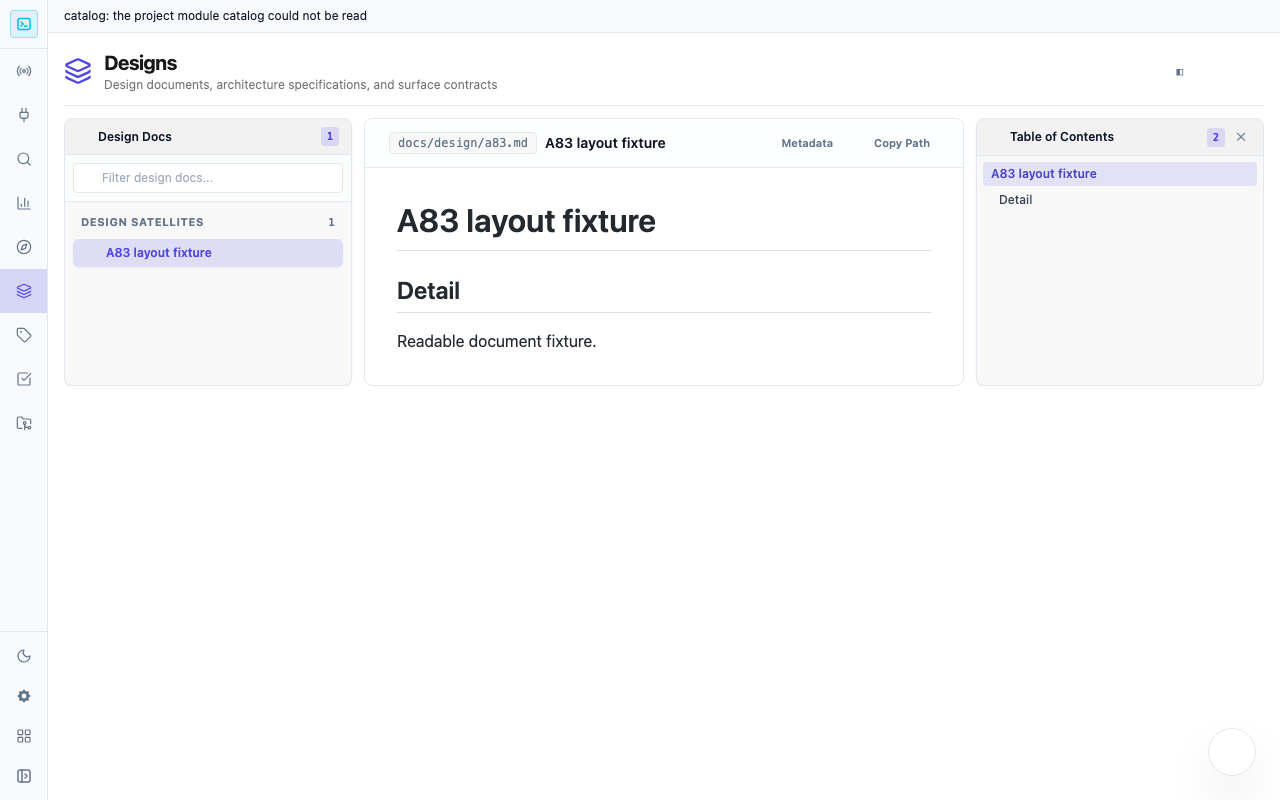 catalog: the project module catalog could not be read
Designs
Design documents, architecture specifications, and surface contracts
Design Docs 1
Filter design docs...
DESIGN SATELLITES 1
A83 layout fixture
docs/design/a83.md A83 layout fixture Metadata Copy Path
A83 layout fixture
Detail
Readable document fixture.
Table of Contents 2
A83 layout fixture
Detail